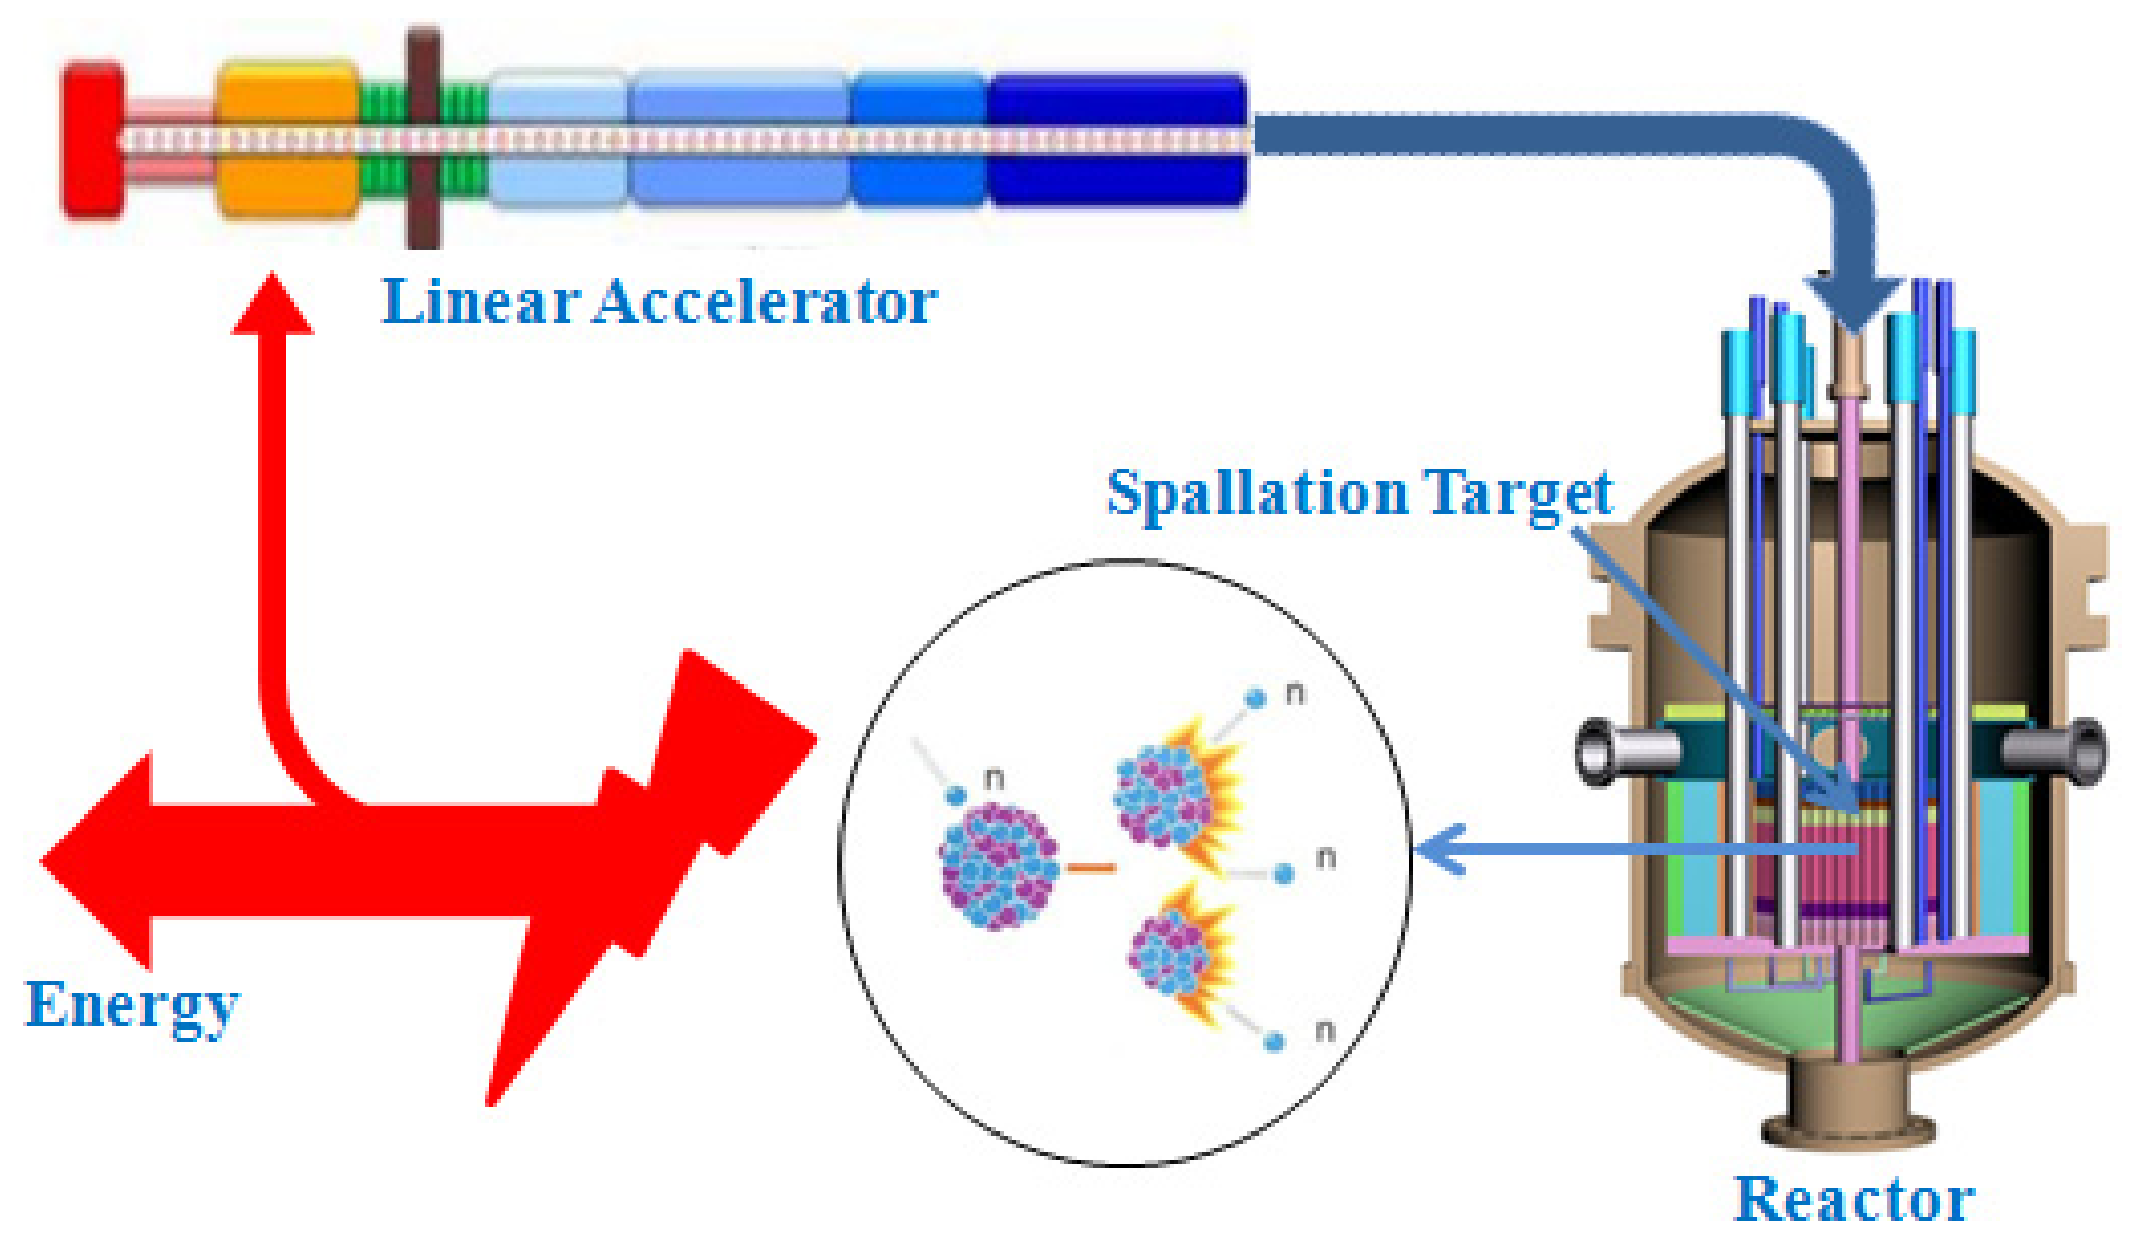 Linear Accelerator
Spallation Target
n
n
n
n
Energy
Reactor